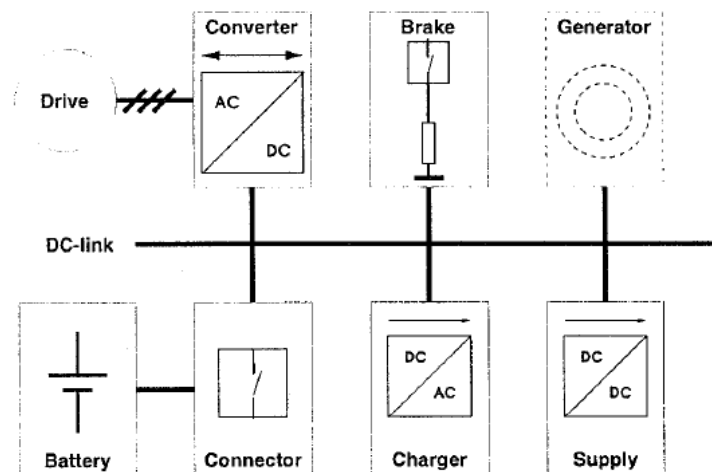 Converter
Brake
Generator
Drive
AC
DC
DC-link
DC
AC
DC
DC
Battery
Connector
Charger
Supply